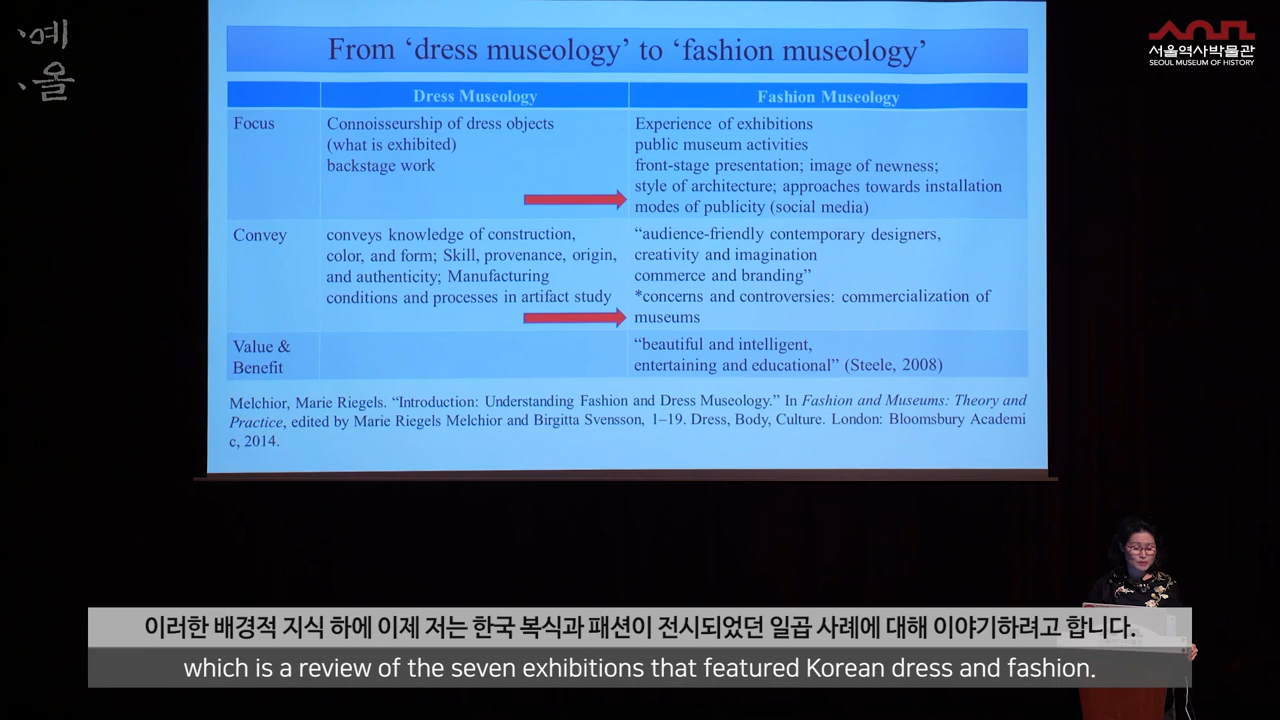 예
올
서울역사박물관
SEOUL MUSEUM OF HISTORY
From ‘dress museology’ to ‘fashion museology’
Dress Museology
Fashion Museology
Focus
Connoisseurship of dress objects
(what is exhibited)
backstage work
Experience of exhibitions
public museum activities
front-stage presentation; image of newness;
style of architecture; approaches towards installation
modes of publicity (social media)
Convey
conveys knowledge of construction,
color, and form; Skill, provenance, origin,
and authenticity; Manufacturing
conditions and processes in artifact study
“audience-friendly contemporary designers,
creativity and imagination
commerce and branding”
*concerns and controversies: commercialization of
museums
Value &
Benefit
“beautiful and intelligent,
entertaining and educational” (Steele, 2008)
Melchior, Marie Riegels. “Introduction: Understanding Fashion and Dress Museology.” In Fashion and Museums: Theory and
Practice, edited by Marie Riegels Melchior and Birgitta Svensson, 1–19. Dress, Body, Culture. London: Bloomsbury Academi
c, 2014.
이러한 배경적 지식 하에 이제 저는 한국 복식과 패션이 전시되었던 일곱 사례에 대해 이야기하려고 합니다.
which is a review of the seven exhibitions that featured Korean dress and fashion.